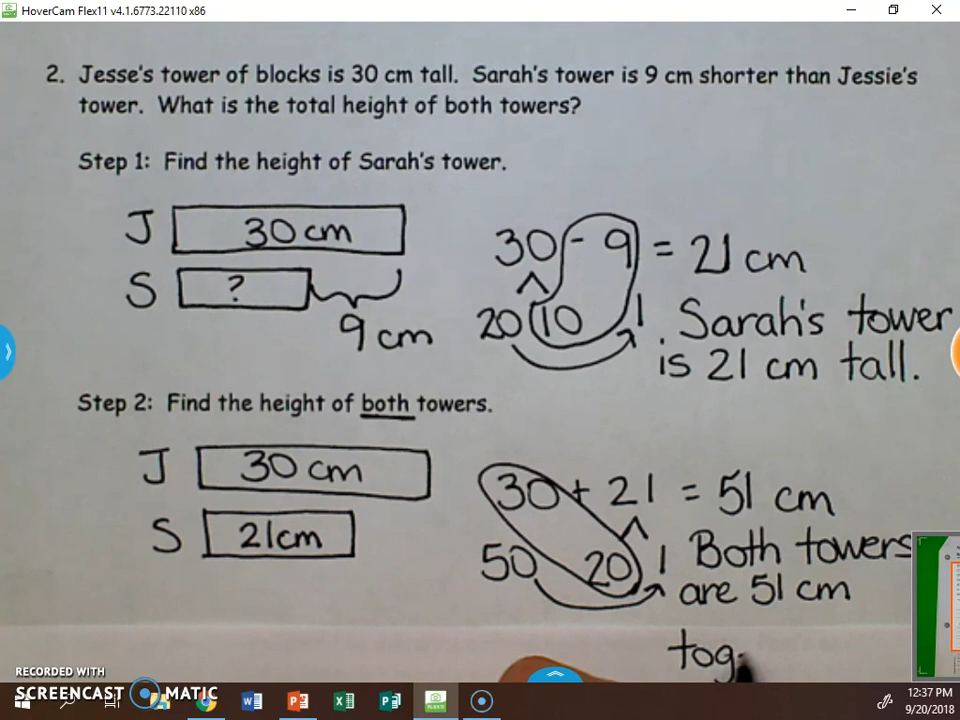 HoverCam Flex11 v4.1.6773.22110 x86
2. Jesse's tower of blocks is 30 cm tall. Sarah's tower is 9 cm shorter than Jessie's
tower. What is the total height of both towers?
Step 1: Find the height of Sarah's tower.
J 30 cm
S ?
9 cm
30 - 9 = 21 cm
20 10 1
. Sarah's tower
is 21 cm tall.
Step 2: Find the height of both towers.
J 30 cm
S 21cm
30 + 21 = 51 cm
50 20 1
Both towers
are 51 cm
tog
RECORDED WITH
SCREENCAST MATIC
12:37 PM
9/20/2018